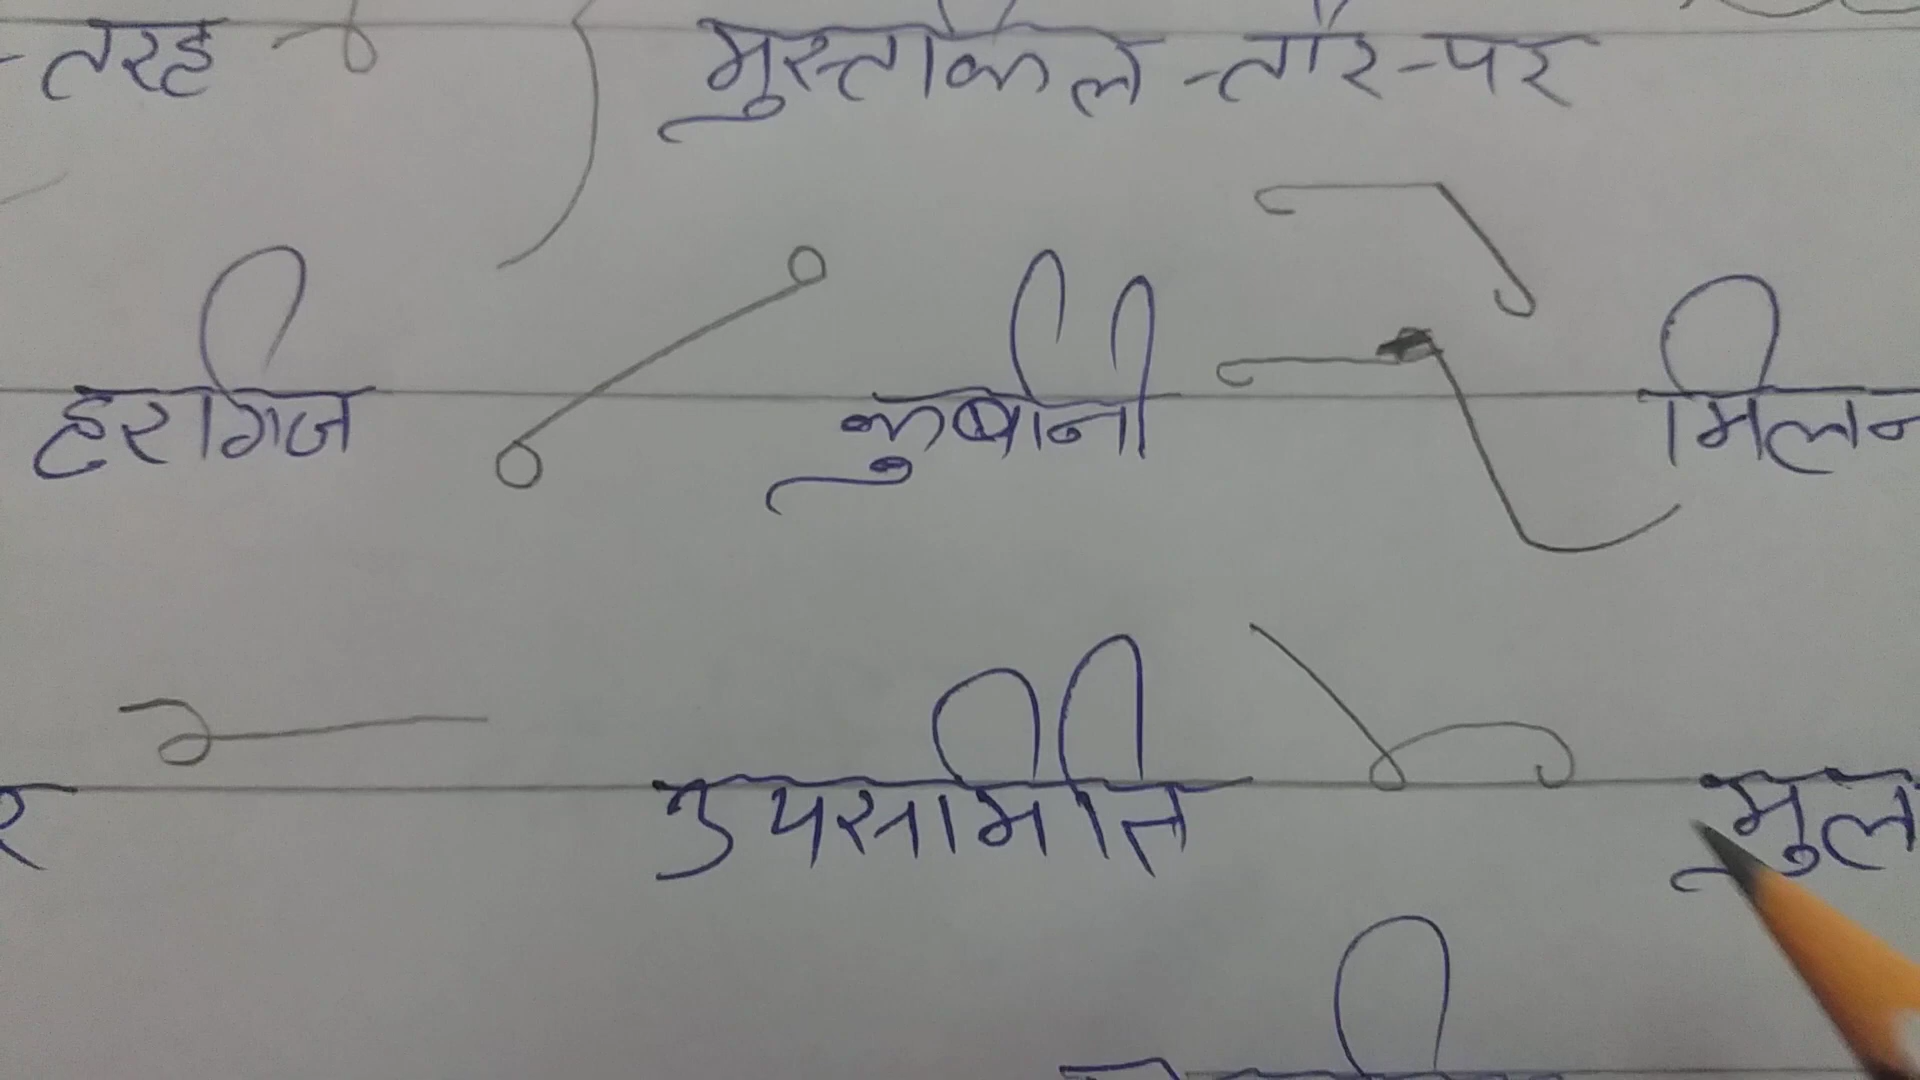 -तरह मुस्तकिल-तौर-पर
हरगिज कुर्बानी मिलन
र उपसमिति मुल